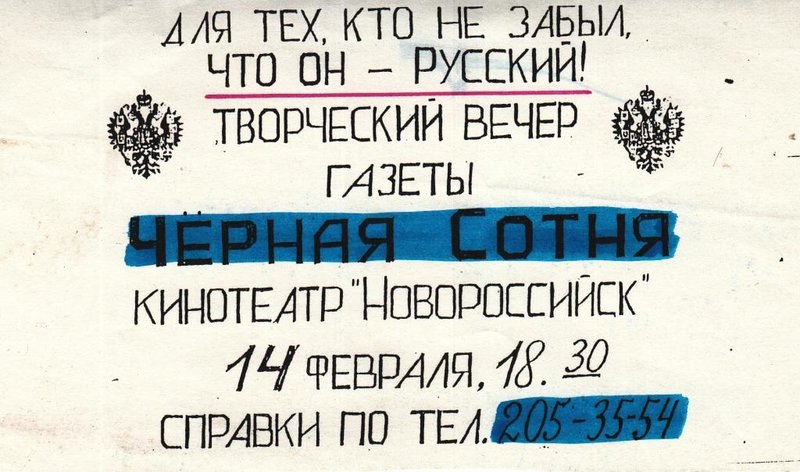 ДЛЯ ТЕХ, КТО НЕ ЗАБЫЛ,
ЧТО ОН – РУССКИЙ!
ТВОРЧЕСКИЙ ВЕЧЕР
ГАЗЕТЫ
ЧЁРНАЯ СОТНЯ
КИНОТЕАТР "НОВОРОССИЙСК"
14 ФЕВРАЛЯ, 18.30
СПРАВКИ ПО ТЕЛ. 205-35-54